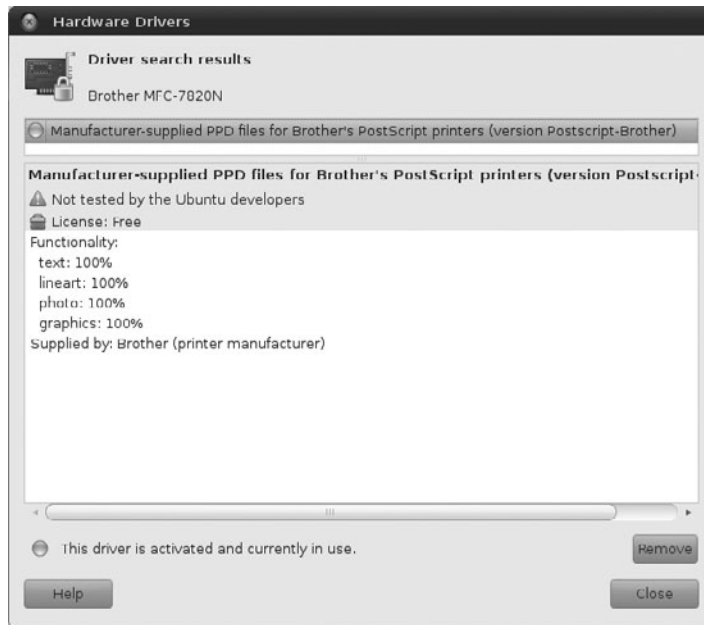 Hardware Drivers
Driver search results
Brother MFC-7820N
Manufacturer-supplied PPD files for Brother's PostScript printers (version Postscript-Brother)
Manufacturer-supplied PPD files for Brother's PostScript printers (version Postscript-
Not tested by the Ubuntu developers
License: Free
Functionality:
text: 100%
lineart: 100%
photo: 100%
graphics: 100%
Supplied by: Brother (printer manufacturer)
This driver is activated and currently in use.
Remove
Help
Close